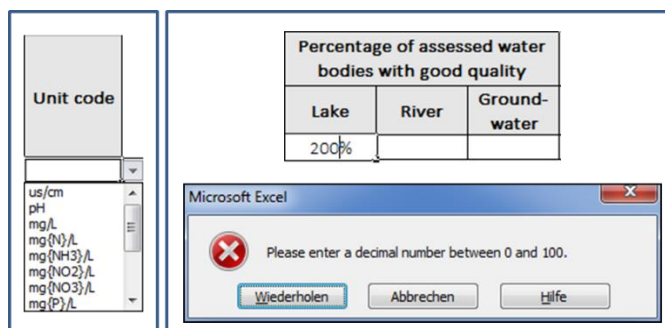 Unit code
us/cm
pH
mg/L
mg{N}/L
mg{NH3}/L
mg{NO2}/L
mg{NO3}/L
mg{P}/L
Percentage of assessed water
bodies with good quality
Lake River Ground-
water
200%
Microsoft Excel
Please enter a decimal number between 0 and 100.
Wiederholen Abbrechen Hilfe